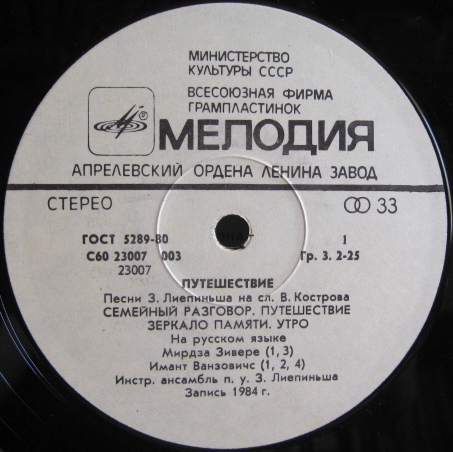 МИНИСТЕРСТВО
КУЛЬТУРЫ СССР
ВСЕСОЮЗНАЯ ФИРМА
ГРАМПЛАСТИНОК
МЕЛОДИЯ
АПРЕЛЕВСКИЙ ОРДЕНА ЛЕНИНА ЗАВОД
СТЕРЕО 33
ГОСТ 5289-80 1
С60 23007 003 Гр. 3. 2-25
23007
ПУТЕШЕСТВИЕ
Песни З. Лиепиньша на сл. В. Кострова
СЕМЕЙНЫЙ РАЗГОВОР. ПУТЕШЕСТВИЕ
ЗЕРКАЛО ПАМЯТИ. УТРО
На русском языке
Мирдза Зивере (1, 3)
Имант Ванзовичс (1, 2, 4)
Инстр. ансамбль п. у. З. Лиепиньша
Запись 1984 г.